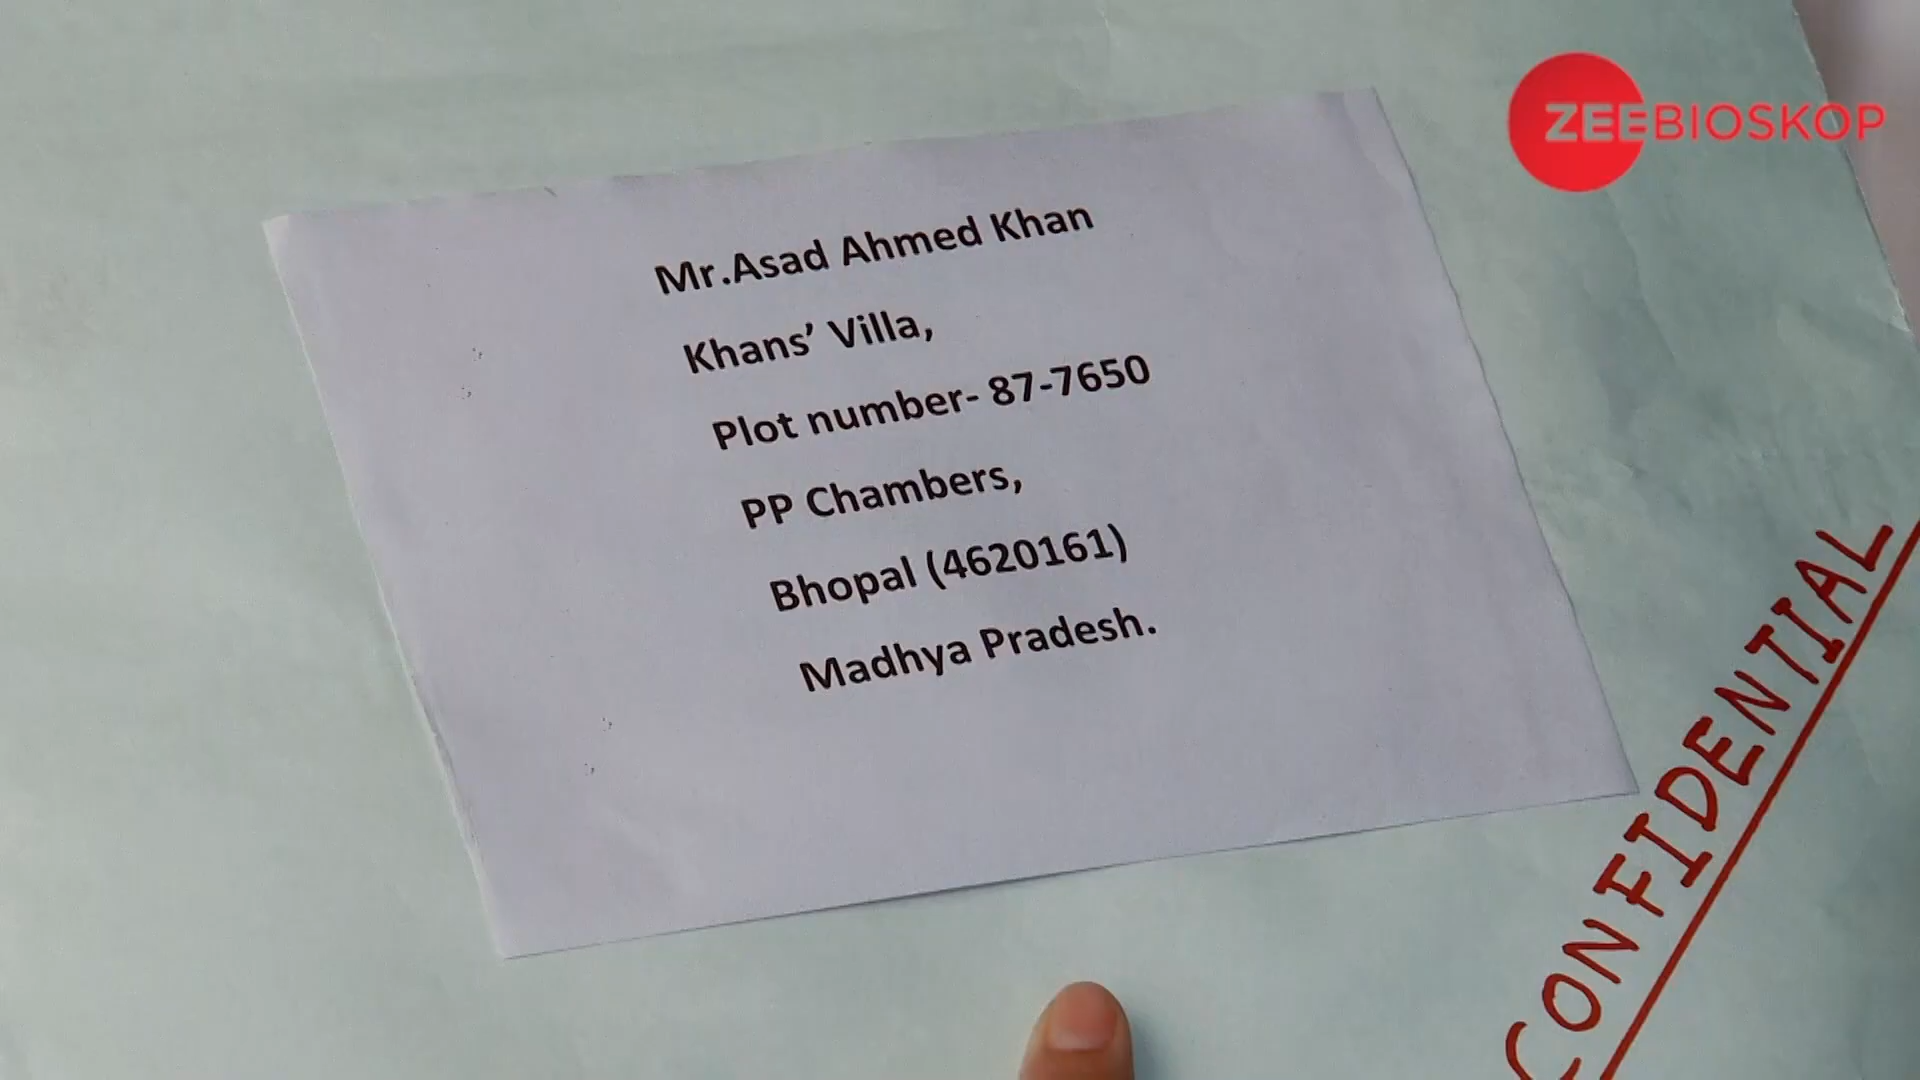 ZEEBIOSKOP
Mr.Asad Ahmed Khan
Khans’ Villa,
Plot number- 87-7650
PP Chambers,
Bhopal (4620161)
Madhya Pradesh.
CONFIDENTIAL